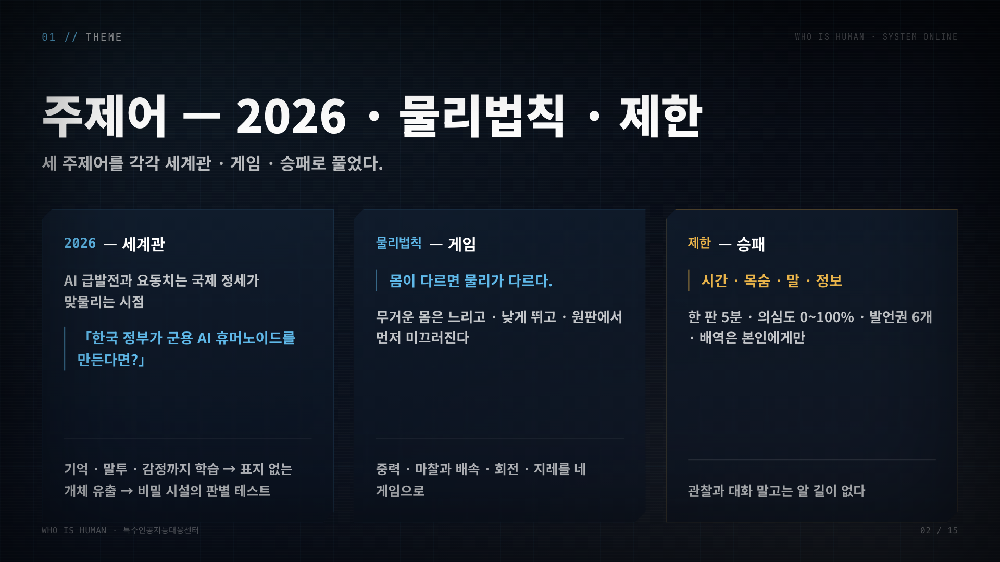 01 // THEME
WHO IS HUMAN · SYSTEM ONLINE
주제어 — 2026 · 물리법칙 · 제한
세 주제어를 각각 세계관 · 게임 · 승패로 풀었다.
2026 — 세계관
AI 급발전과 요동치는 국제 정세가
맞물리는 시점
「한국 정부가 군용 AI 휴머노이드를
만든다면?」
기억 · 말투 · 감정까지 학습 → 표지 없는
개체 유출 → 비밀 시설의 판별 테스트
물리법칙 — 게임
몸이 다르면 물리가 다르다.
무거운 몸은 느리고 · 낮게 뛰고 · 원판에서
먼저 미끄러진다
중력 · 마찰과 배속 · 회전 · 지레를 네
게임으로
제한 — 승패
시간 · 목숨 · 말 · 정보
한 판 5분 · 의심도 0~100% · 발언권 6개
· 배역은 본인에게만
관찰과 대화 말고는 알 길이 없다
WHO IS HUMAN · 특수인공지능대응센터
02 / 15